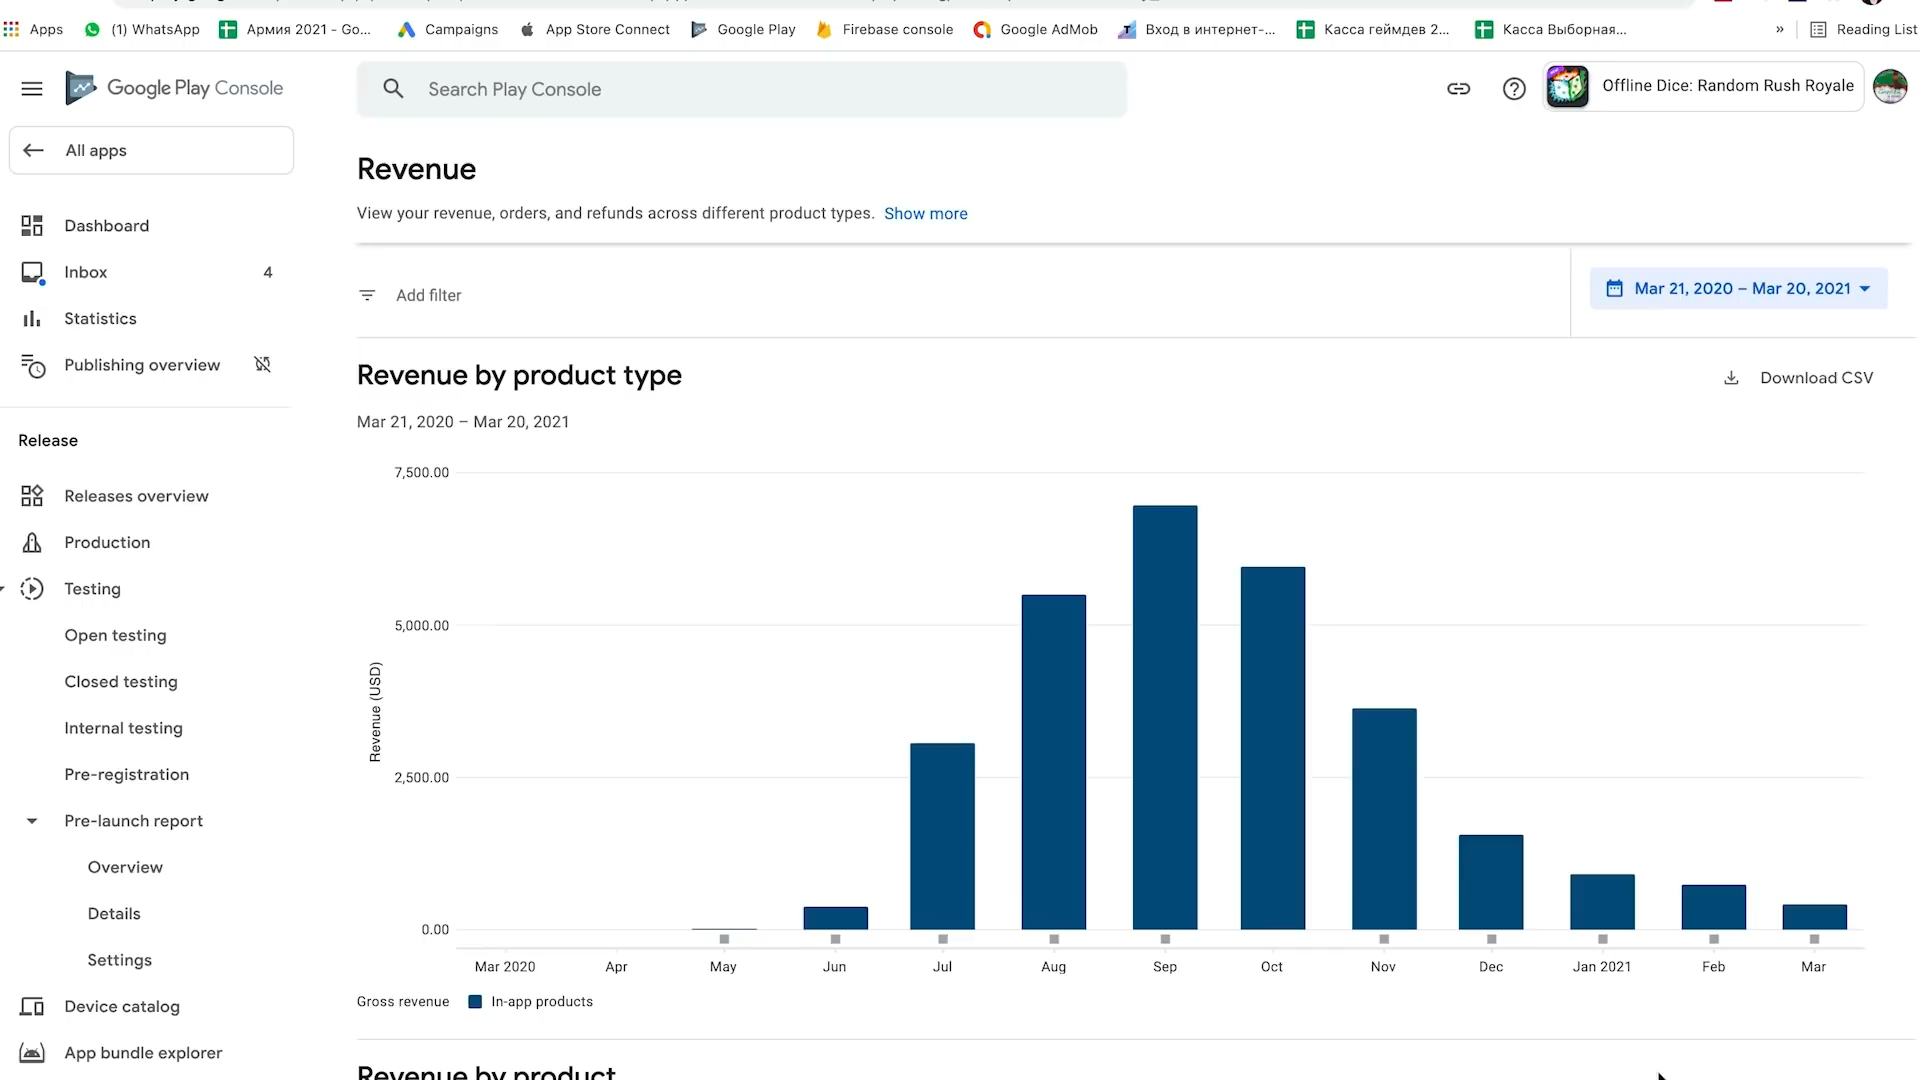 Apps
(1) WhatsApp
Армия 2021 - Go...
Campaigns
App Store Connect
Google Play
Firebase console
Google AdMob
Вход в интернет-...
Касса геймдев 2...
Касса Выборная...
»
Reading List
Google Play Console
Search Play Console
Offline Dice: Random Rush Royale
All apps
Dashboard
Inbox 4
Statistics
Publishing overview
Release
Releases overview
Production
Testing
Open testing
Closed testing
Internal testing
Pre-registration
Pre-launch report
Overview
Details
Settings
Device catalog
App bundle explorer
Revenue
View your revenue, orders, and refunds across different product types. Show more
Add filter
Mar 21, 2020 – Mar 20, 2021
Revenue by product type
Download CSV
Mar 21, 2020 – Mar 20, 2021
7,500.00
5,000.00
2,500.00
0.00
Revenue (USD)
Mar 2020 Apr May Jun Jul Aug Sep Oct Nov Dec Jan 2021 Feb Mar
Gross revenue In-app products
Revenue by product